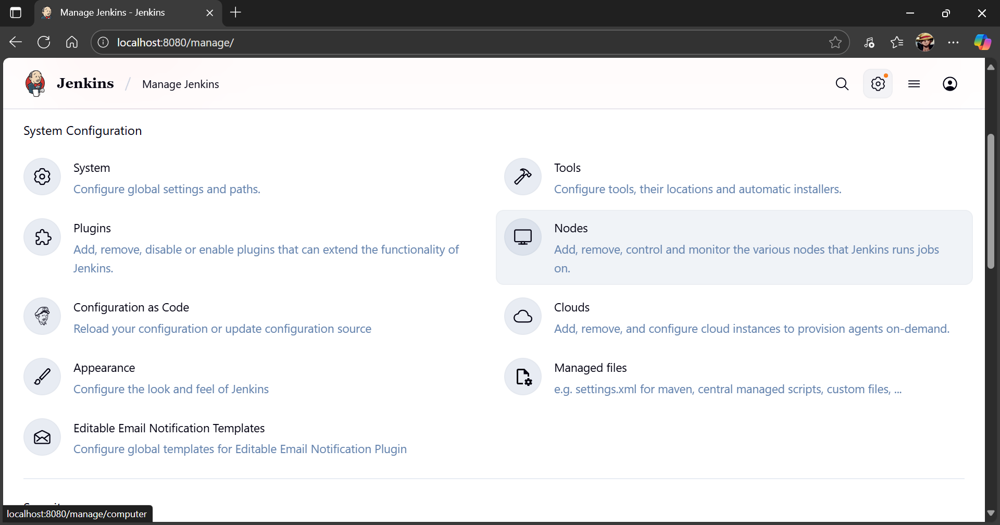 Manage Jenkins - Jenkins
localhost:8080/manage/
Jenkins / Manage Jenkins
System Configuration
System
Configure global settings and paths.
Tools
Configure tools, their locations and automatic installers.
Plugins
Add, remove, disable or enable plugins that can extend the functionality of
Jenkins.
Nodes
Add, remove, control and monitor the various nodes that Jenkins runs jobs
on.
Configuration as Code
Reload your configuration or update configuration source
Clouds
Add, remove, and configure cloud instances to provision agents on-demand.
Appearance
Configure the look and feel of Jenkins
Managed files
e.g. settings.xml for maven, central managed scripts, custom files, ...
Editable Email Notification Templates
Configure global templates for Editable Email Notification Plugin
localhost:8080/manage/computer